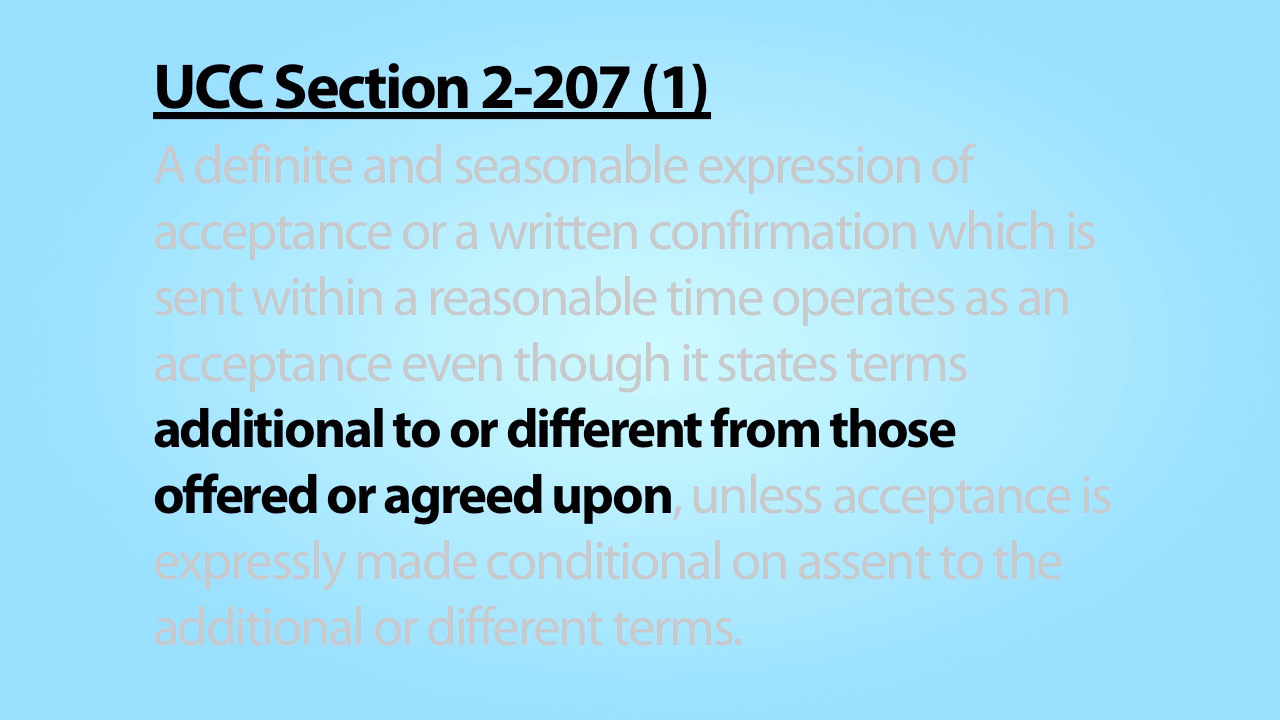 UCC Section 2-207 (1)
A definite and seasonable expression of
acceptance or a written confirmation which is
sent within a reasonable time operates as an
acceptance even though it states terms
additional to or different from those
offered or agreed upon, unless acceptance is
expressly made conditional on assent to the
additional or different terms.